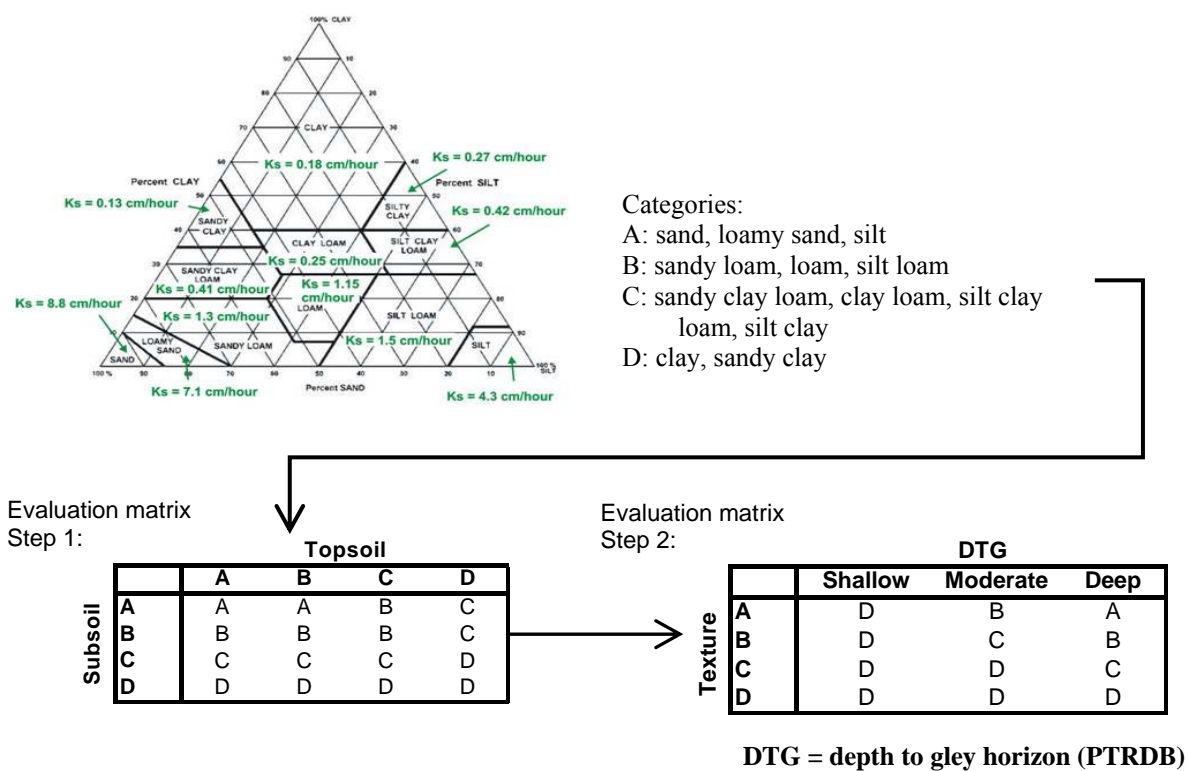 100% CLAY
90
10
80
20
70
CLAY
30
60
Ks = 0.18 cm/hour
40
Ks = 0.27 cm/hour
Percent CLAY
Percent SILT
50
50
Ks = 0.13 cm/hour
SILTY
CLAY
Ks = 0.42 cm/hour
SANDY
CLAY
40
60
CLAY LOAM
SILT CLAY
LOAM
Ks = 0.25 cm/hour
30
70
SANDY CLAY
LOAM
Ks = 0.41 cm/hour
Ks = 1.15
cm/hour
Ks = 8.8 cm/hour
20
80
LOAM
SILT LOAM
Ks = 1.3 cm/hour
10
90
LOAMY
SAND
SANDY LOAM
Ks = 1.5 cm/hour
SILT
SAND
100 %
90
80
70
60
50
40
30
20
10
100 %
SILT
Percent SAND
Ks = 7.1 cm/hour
Ks = 4.3 cm/hour
Categories:
A: sand, loamy sand, silt
B: sandy loam, loam, silt loam
C: sandy clay loam, clay loam, silt clay
loam, silt clay
D: clay, sandy clay
Evaluation matrix
Step 1:
Topsoil
A B C D
Subsoil
A A A B C
B B B B C
C C C C D
D D D D D
Evaluation matrix
Step 2:
DTG
Shallow Moderate Deep
Texture
A D B A
B D C B
C D D C
D D D D
DTG = depth to gley horizon (PTRDB)